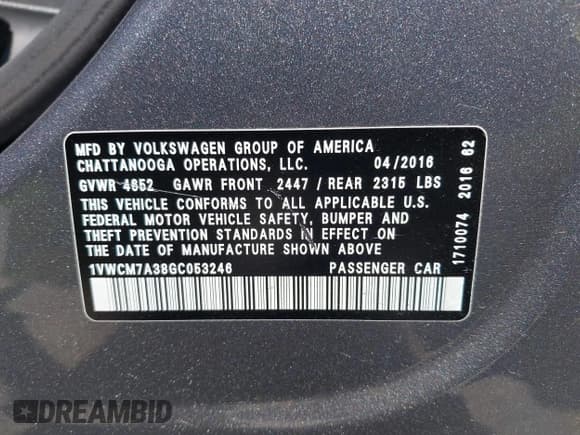 MFD BY VOLKSWAGEN GROUP OF AMERICA
CHATTANOOGA OPERATIONS, LLC. 04/2016
GVWR 4652 GAWR FRONT 2447 / REAR 2315 LBS
THIS VEHICLE CONFORMS TO ALL APPLICABLE U.S.
FEDERAL MOTOR VEHICLE SAFETY, BUMPER AND
THEFT PREVENTION STANDARDS IN EFFECT ON
THE DATE OF MANUFACTURE SHOWN ABOVE
1VWCM7A38GC053246 PASSENGER CAR
1710074 2016 62
DREAMBID